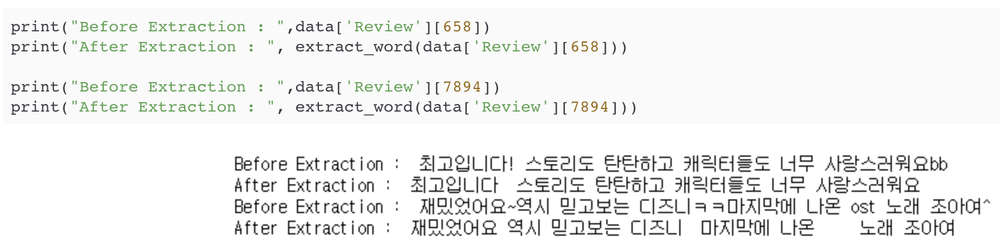 print("Before Extraction : ",data['Review'][658])
print("After Extraction : ", extract_word(data['Review'][658]))
print("Before Extraction : ",data['Review'][7894])
print("After Extraction : ", extract_word(data['Review'][7894]))
Before Extraction :  최고입니다! 스토리도 탄탄하고 캐릭터들도 너무 사랑스러워요bb
After Extraction :  최고입니다  스토리도 탄탄하고 캐릭터들도 너무 사랑스러워요
Before Extraction :  재밌었어요~역시 믿고보는 디즈니ㅋㅋ마지막에 나온 ost 노래 조아여^
After Extraction :  재밌었어요 역시 믿고보는 디즈니  마지막에 나온     노래 조아여